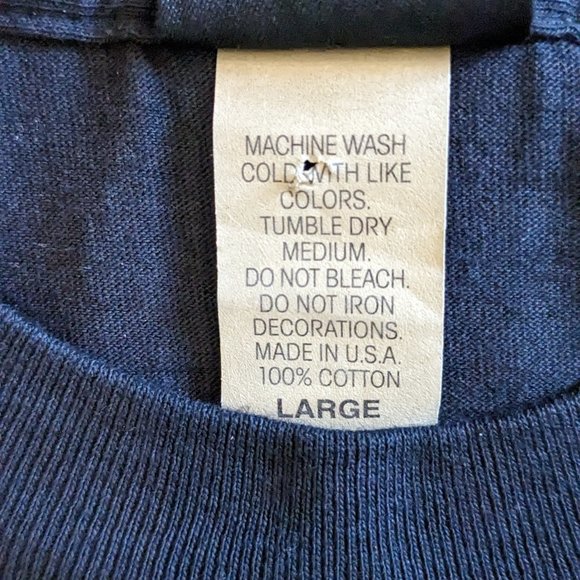 MACHINE WASH
COLD WITH LIKE
COLORS.
TUMBLE DRY
MEDIUM.
DO NOT BLEACH.
DO NOT IRON
DECORATIONS.
MADE IN U.S.A.
100% COTTON
LARGE